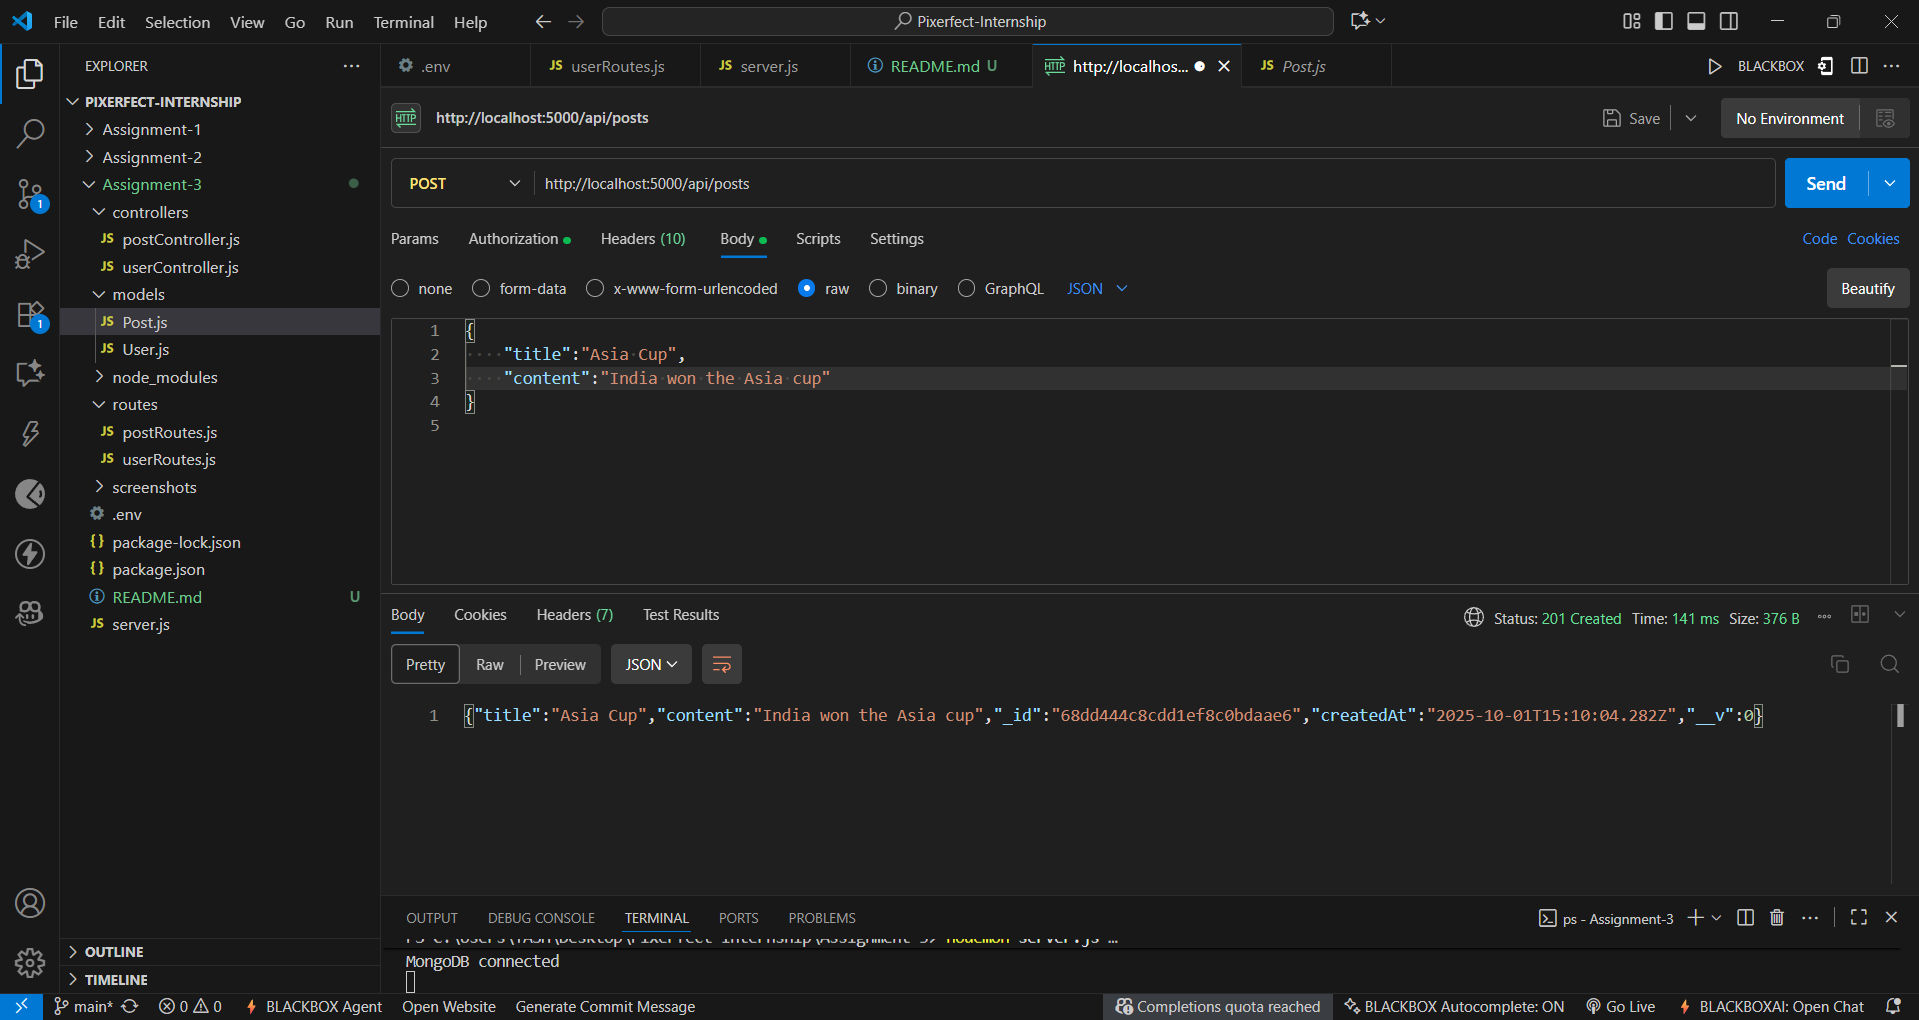 File Edit Selection View Go Run Terminal Help
Pixerfect-Internship
EXPLORER
.env
JS userRoutes.js
JS server.js
README.md U
HTTP http://localhos...
JS Post.js
BLACKBOX
PIXERFECT-INTERNSHIP
Assignment-1
Assignment-2
Assignment-3
controllers
JS postController.js
JS userController.js
models
JS Post.js
JS User.js
node_modules
routes
JS postRoutes.js
JS userRoutes.js
screenshots
.env
{} package-lock.json
{} package.json
README.md U
JS server.js
OUTLINE
TIMELINE
1
1
HTTP http://localhost:5000/api/posts
Save
No Environment
POST
http://localhost:5000/api/posts
Send
Params Authorization Headers (10) Body Scripts Settings
Code Cookies
none form-data x-www-form-urlencoded raw binary GraphQL JSON
Beautify
1 {
2 "title":"Asia Cup",
3 "content":"India won the Asia cup"
4 }
5
Body Cookies Headers (7) Test Results
Status: 201 Created Time: 141 ms Size: 376 B
Pretty Raw Preview JSON
1 {"title":"Asia Cup","content":"India won the Asia cup","_id":"68dd444c8cdd1ef8c0bdaae6","createdAt":"2025-10-01T15:10:04.282Z","__v":0}
OUTPUT DEBUG CONSOLE TERMINAL PORTS PROBLEMS
ps - Assignment-3
MongoDB connected
main* 0 0 BLACKBOX Agent Open Website Generate Commit Message
Completions quota reached BLACKBOX Autocomplete: ON Go Live BLACKBOXAI: Open Chat